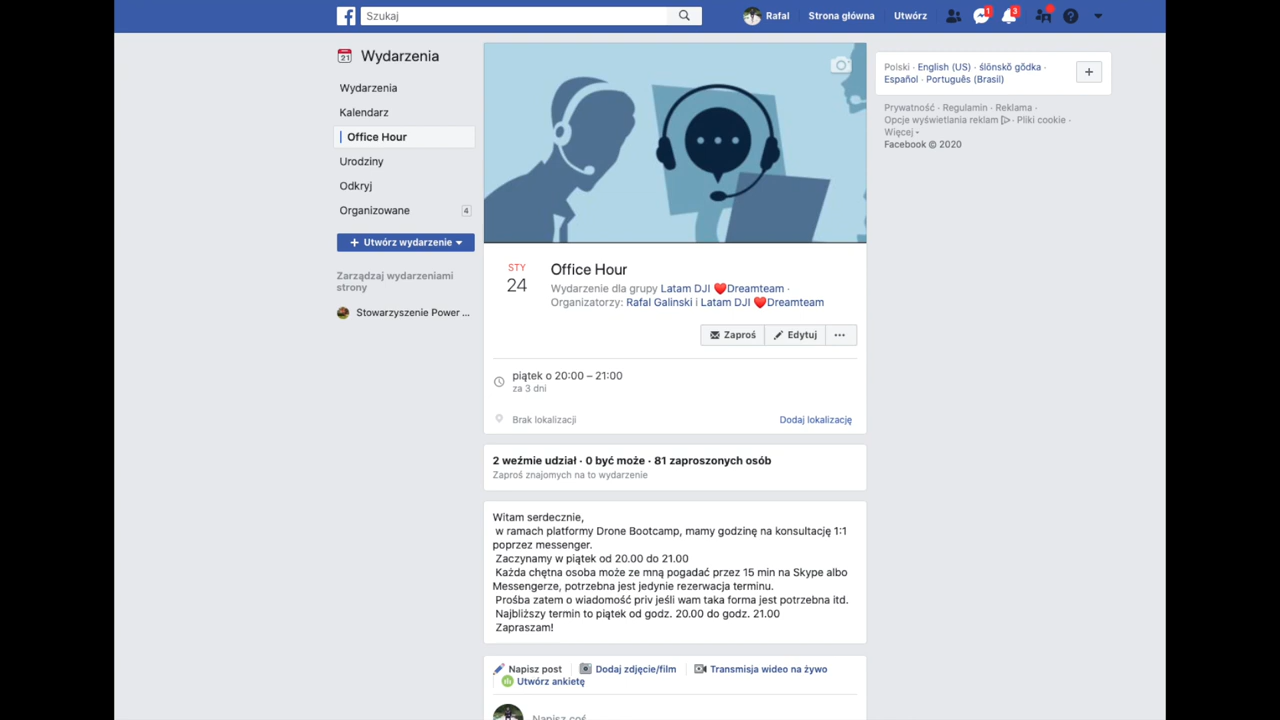 Szukaj
Rafal
Strona główna
Utwórz
1
3
21
Wydarzenia
Wydarzenia
Kalendarz
Office Hour
Urodziny
Odkryj
Organizowane
4
+ Utwórz wydarzenie
Zarządzaj wydarzeniami
strony
Stowarzyszenie Power ...
STY
24
Office Hour
Wydarzenie dla grupy Latam DJI ❤️Dreamteam ·
Organizatorzy: Rafal Galinski i Latam DJI ❤️Dreamteam
Zaproś
Edytuj
...
piątek o 20:00 – 21:00
za 3 dni
Brak lokalizacji
Dodaj lokalizację
2 weźmie udział · 0 być może · 81 zaproszonych osób
Zaproś znajomych na to wydarzenie
Witam serdecznie,
w ramach platformy Drone Bootcamp, mamy godzinę na konsultację 1:1
poprzez messenger.
Zaczynamy w piątek od 20.00 do 21.00
Każda chętna osoba może ze mną pogadać przez 15 min na Skype albo
Messengerze, potrzebna jest jedynie rezerwacja terminu.
Prośba zatem o wiadomość priv jeśli wam taka forma jest potrzebna itd.
Najbliższy termin to piątek od godz. 20.00 do godz. 21.00
Zapraszam!
Napisz post
Dodaj zdjęcie/film
Transmisja wideo na żywo
Utwórz ankietę
Napisz coś
Polski · English (US) · ślōnskŏ gŏdka ·
Español · Português (Brasil)
+
Prywatność · Regulamin · Reklama ·
Opcje wyświetlania reklam · Pliki cookie ·
Więcej
Facebook © 2020